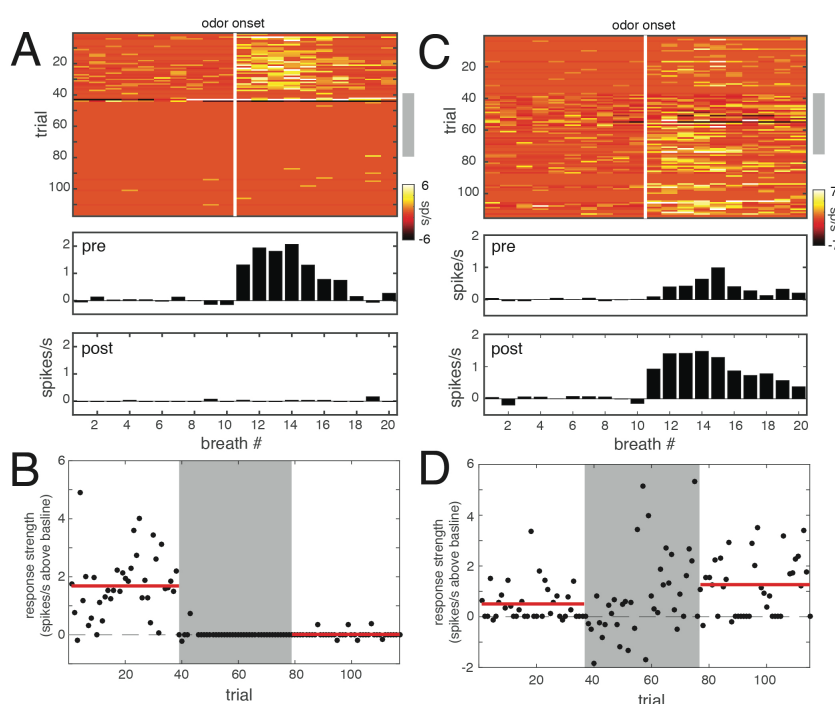 A
odor onset
trial
20
40
60
80
100
6
sp/s
-6
pre
2
1
0
post
spikes/s
2
1
0
2 4 6 8 10 12 14 16 18 20
breath #
B
response strength
(spikes/s above basline)
6
4
2
0
20 40 60 80 100
trial
C
odor onset
trial
20
40
60
80
100
7
sp/s
pre
spike/s
2
1
0
post
spikes/s
2
1
0
2 4 6 8 10 12 14 16 18 20
breath #
D
response strength
(spikes/s above basline)
6
4
2
0
-2
20 40 60 80 100
trial